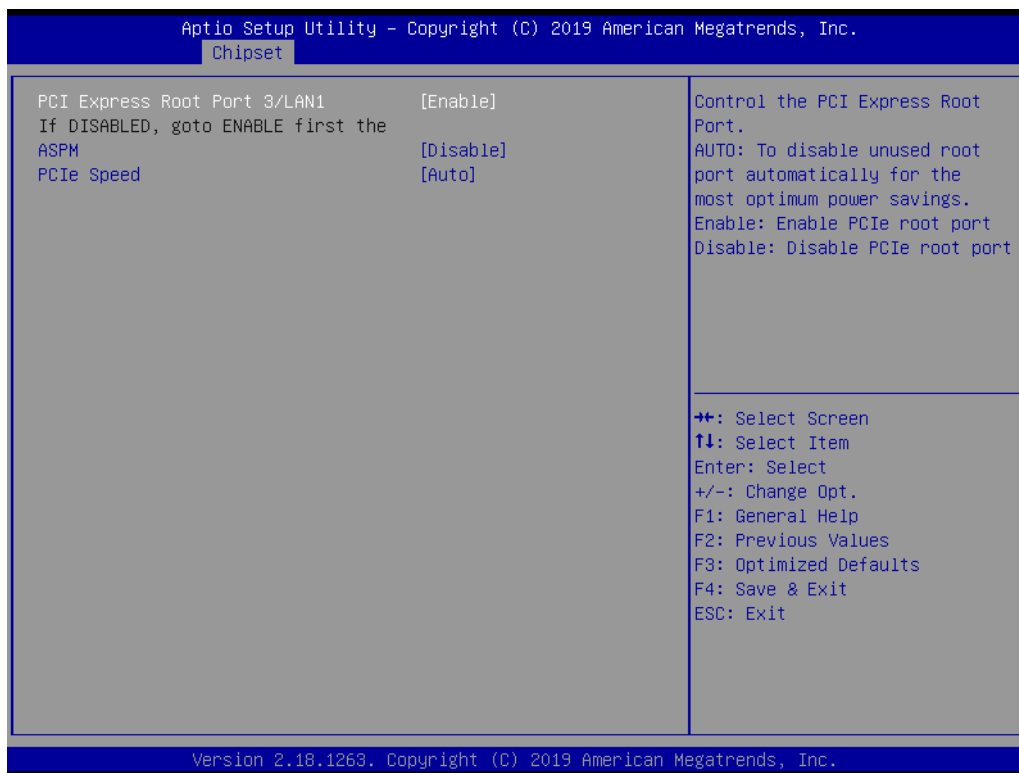 Aptio Setup Utility – Copyright (C) 2019 American Megatrends, Inc.
Chipset
PCI Express Root Port 3/LAN1 [Enable]
If DISABLED, goto ENABLE first the
ASPM [Disable]
PCIe Speed [Auto]
Control the PCI Express Root
Port.
AUTO: To disable unused root
port automatically for the
most optimum power savings.
Enable: Enable PCIe root port
Disable: Disable PCIe root port
→←: Select Screen
↑↓: Select Item
Enter: Select
+/-: Change Opt.
F1: General Help
F2: Previous Values
F3: Optimized Defaults
F4: Save & Exit
ESC: Exit
Version 2.18.1263. Copyright (C) 2019 American Megatrends, Inc.